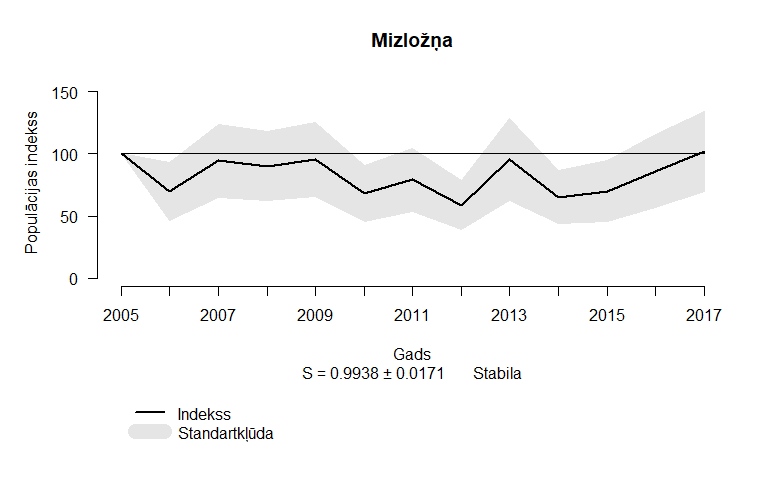 Mizložņa
Populācijas indekss
150
100
50
0
2005 2007 2009 2011 2013 2015 2017
Gads
S = 0.9938 ± 0.0171 Stabila
Indekss
Standartkļūda